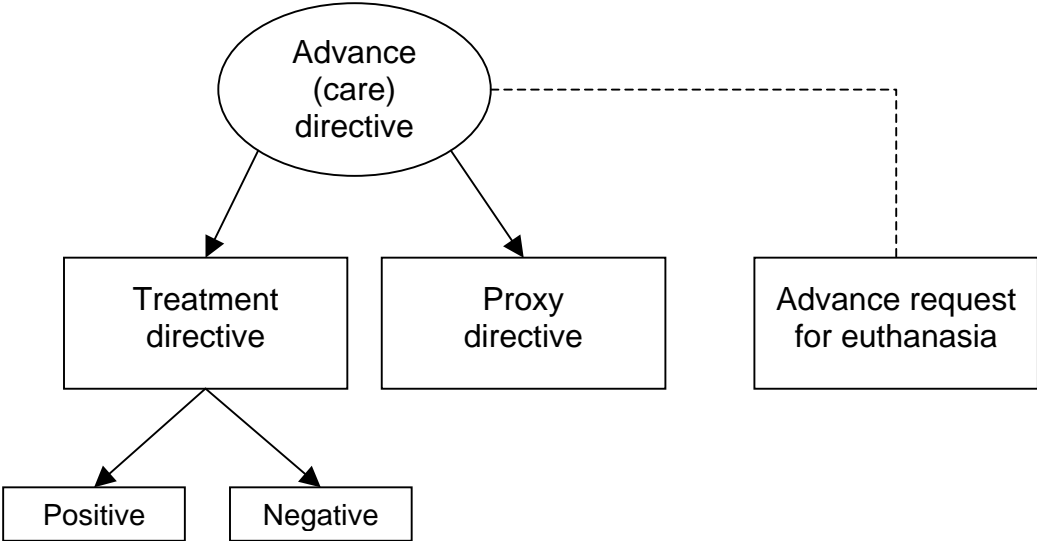 Advance
(care)
directive
Treatment
directive
Proxy
directive
Advance request
for euthanasia
Positive
Negative